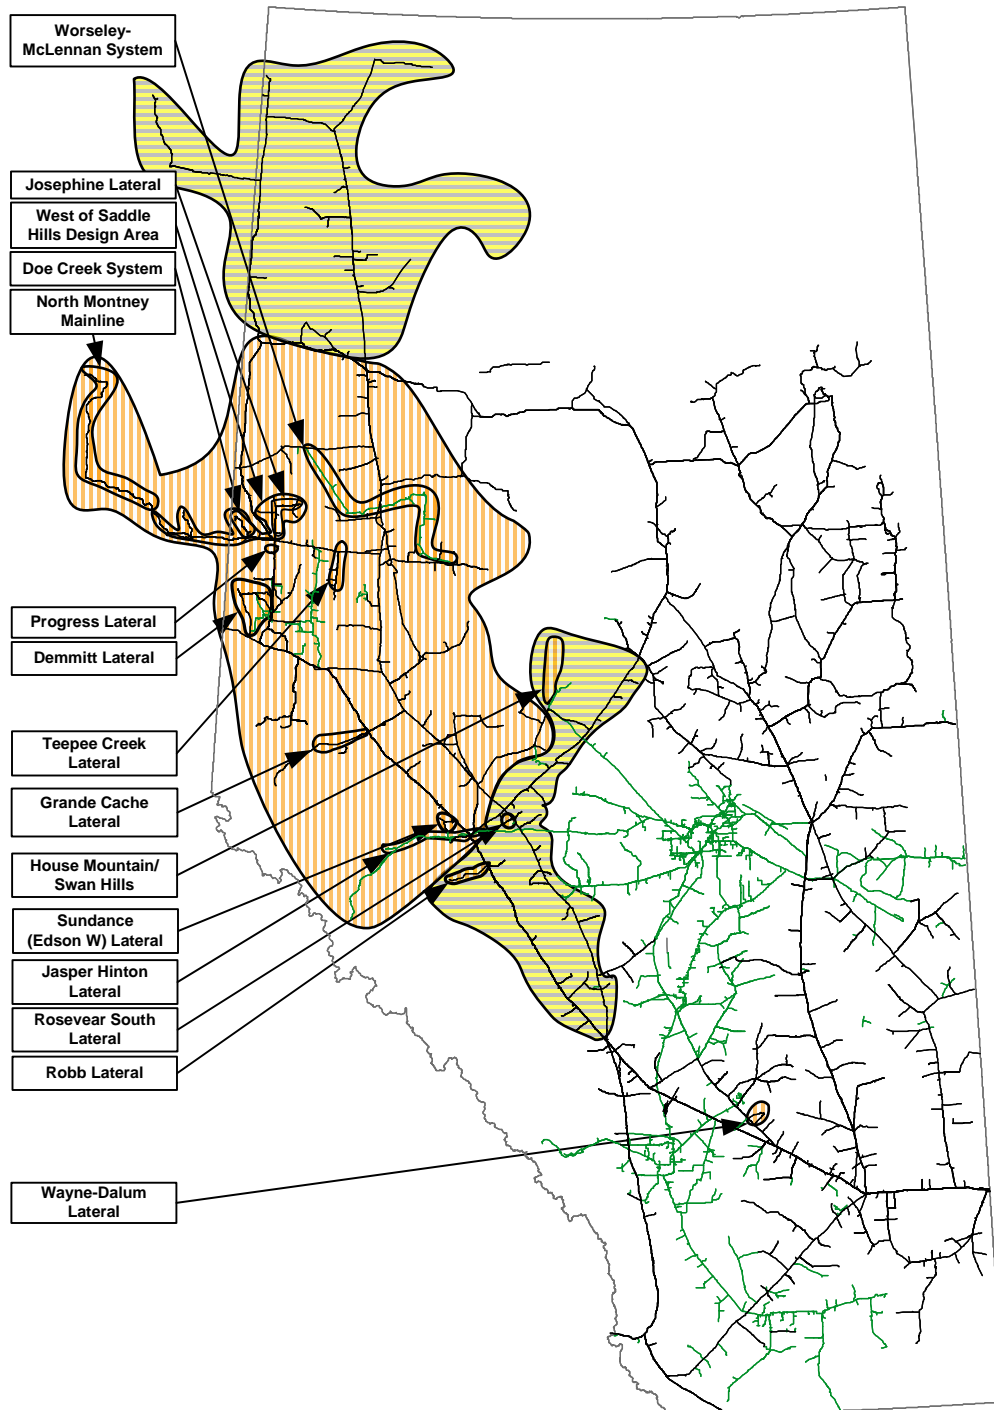 Worseley-
McLennan System
Josephine Lateral
West of Saddle
Hills Design Area
Doe Creek System
North Montney
Mainline
Progress Lateral
Demmitt Lateral
Teepee Creek
Lateral
Grande Cache
Lateral
House Mountain/
Swan Hills
Sundance
(Edson W) Lateral
Jasper Hinton
Lateral
Rosevear South
Lateral
Robb Lateral
Wayne-Dalum
Lateral